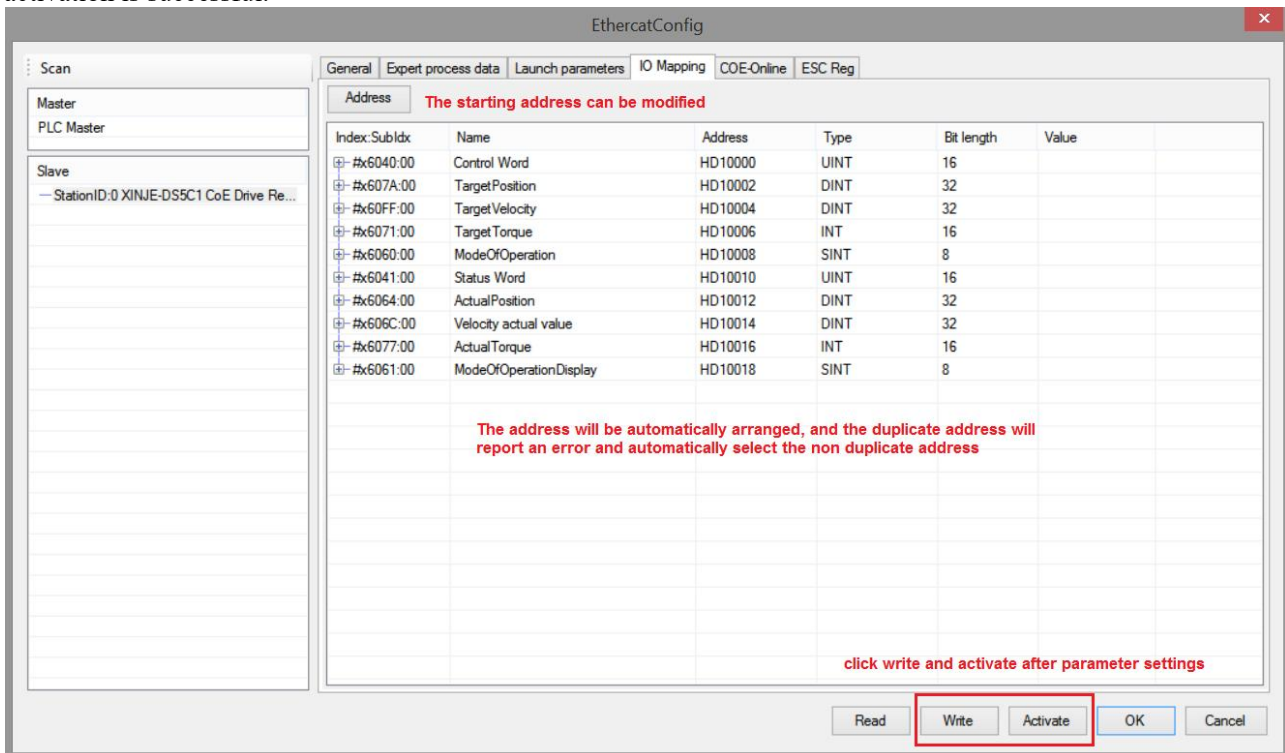 EthercatConfig
Scan
Master
PLC Master
Slave
StationID:0 XINJE-DS5C1 CoE Drive Re...
General Expert process data Launch parameters IO Mapping COE-Online ESC Reg
Address The starting address can be modified
Index:SubIdx Name Address Type Bit length Value
#x6040:00 Control Word HD10000 UINT 16
#x607A:00 TargetPosition HD10002 DINT 32
#x60FF:00 TargetVelocity HD10004 DINT 32
#x6071:00 TargetTorque HD10006 INT 16
#x6060:00 ModeOfOperation HD10008 SINT 8
#x6041:00 Status Word HD10010 UINT 16
#x6064:00 ActualPosition HD10012 DINT 32
#x606C:00 Velocity actual value HD10014 DINT 32
#x6077:00 ActualTorque HD10016 INT 16
#x6061:00 ModeOfOperationDisplay HD10018 SINT 8
The address will be automatically arranged, and the duplicate address will
report an error and automatically select the non duplicate address
click write and activate after parameter settings
Read Write Activate OK Cancel